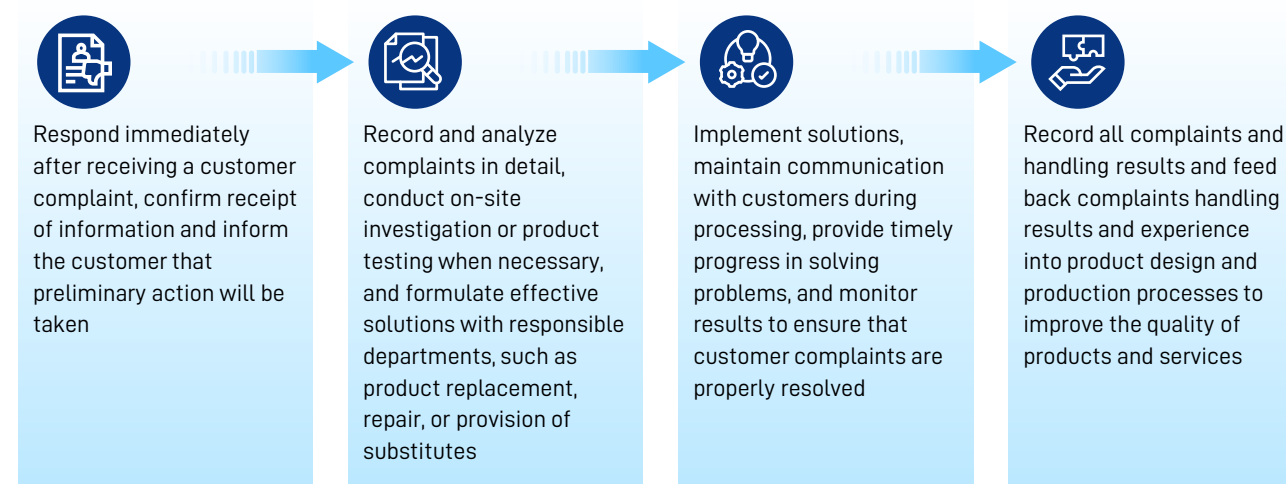 Respond immediately
after receiving a customer
complaint, confirm receipt
of information and inform
the customer that
preliminary action will be
taken
Record and analyze
complaints in detail,
conduct on-site
investigation or product
testing when necessary,
and formulate effective
solutions with responsible
departments, such as
product replacement,
repair, or provision of
substitutes
Implement solutions,
maintain communication
with customers during
processing, provide timely
progress in solving
problems, and monitor
results to ensure that
customer complaints are
properly resolved
Record all complaints and
handling results and feed
back complaints handling
results and experience
into product design and
production processes to
improve the quality of
products and services